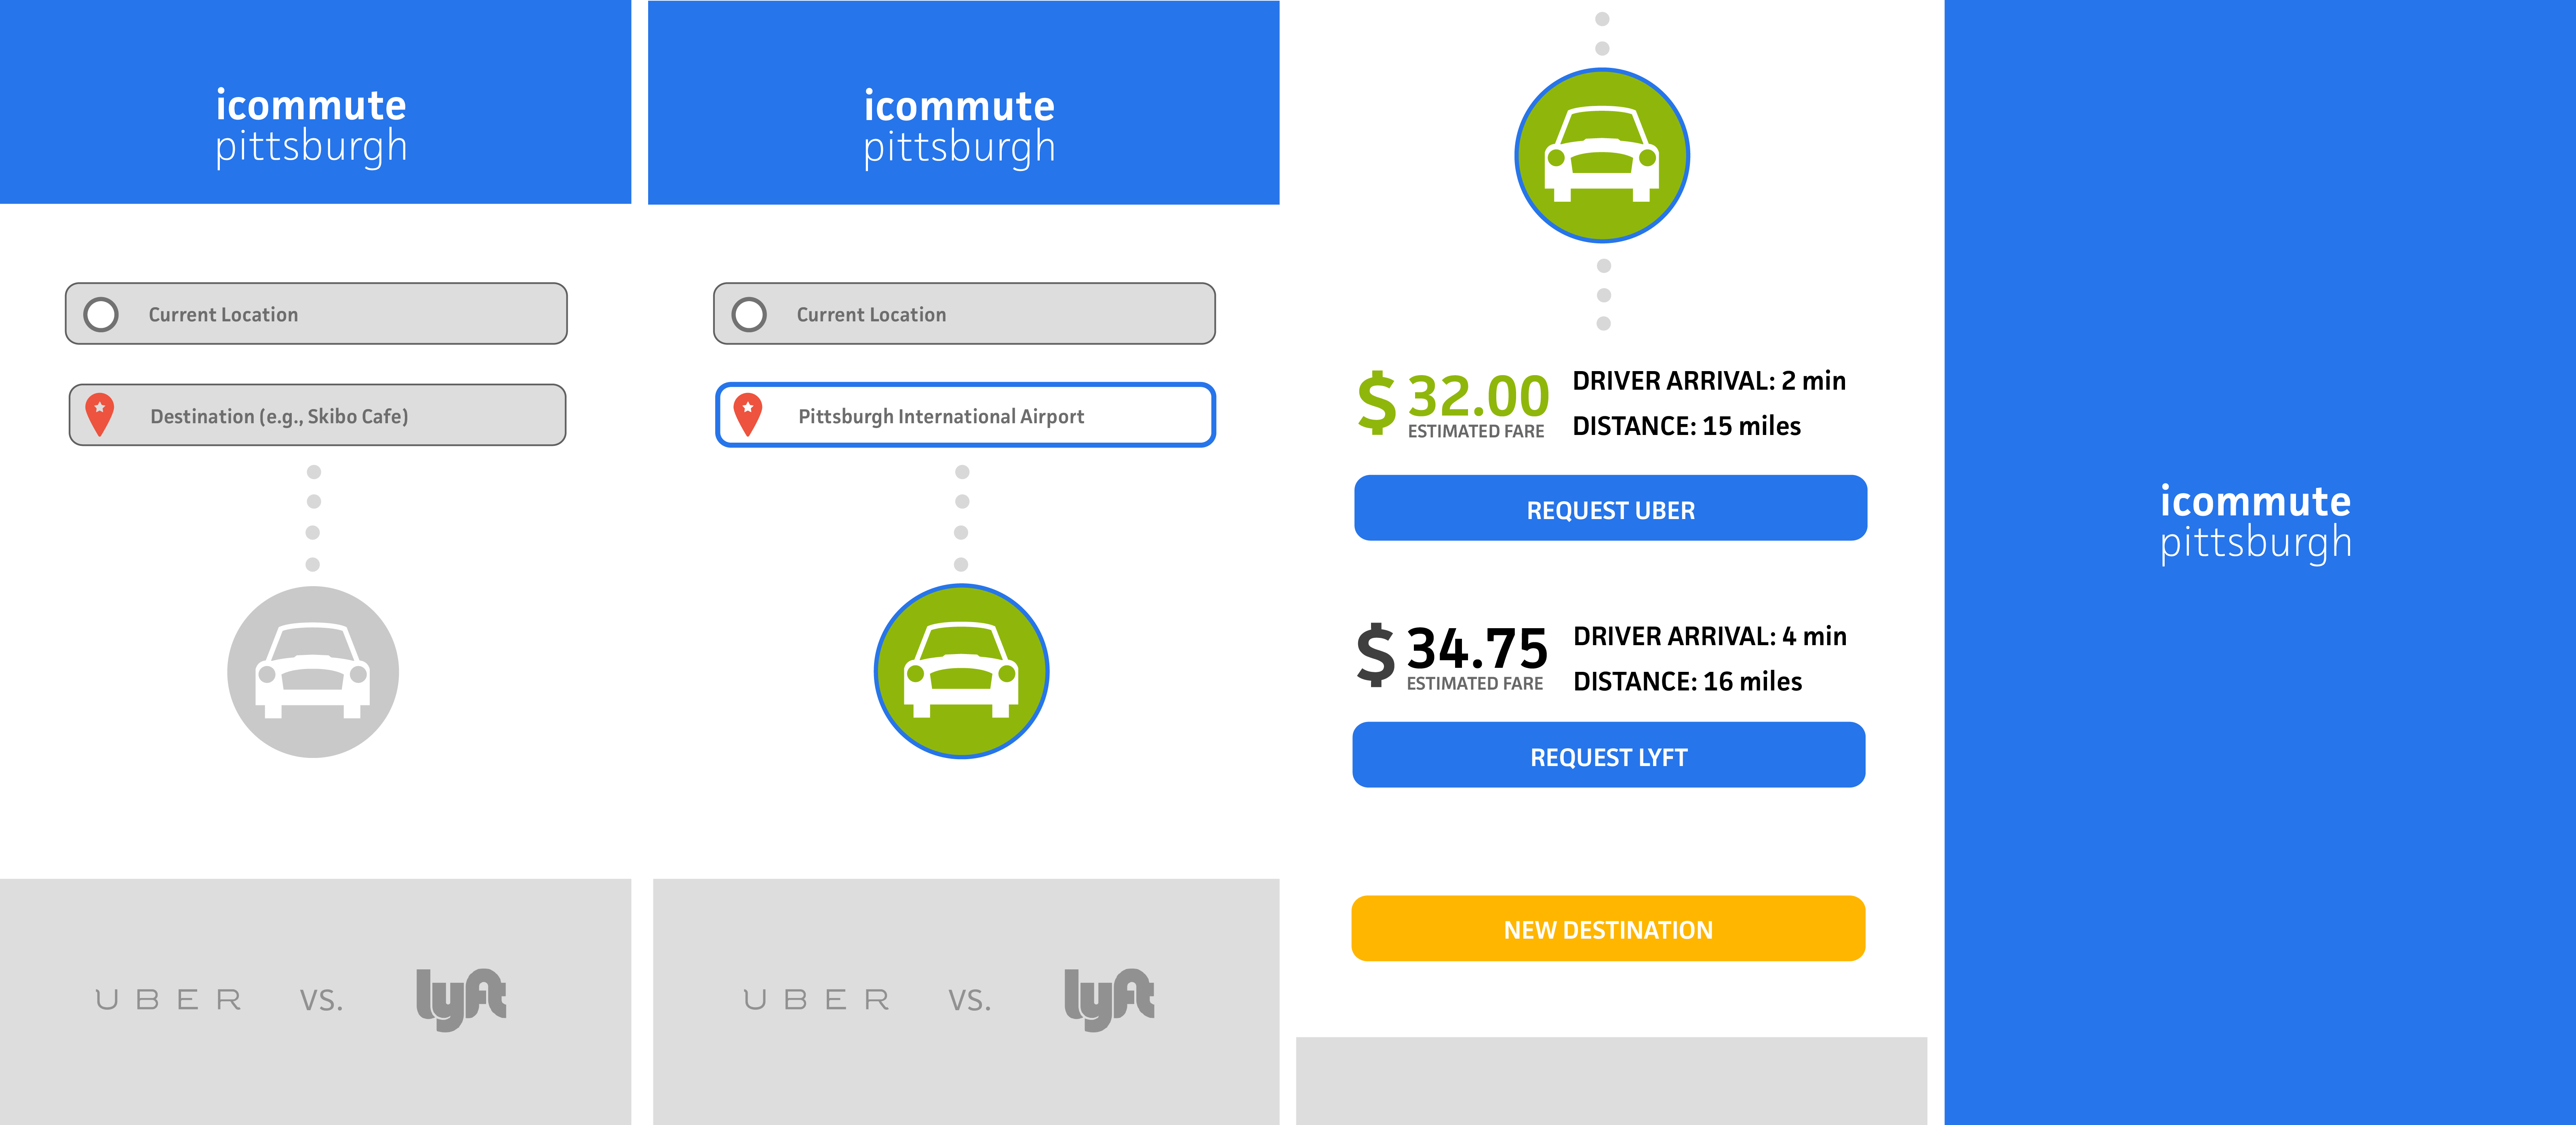 icommute
pittsburgh
Current Location
Destination (e.g., Skibo Cafe)
UBER vs. lyft
icommute
pittsburgh
Current Location
Pittsburgh International Airport
UBER vs. lyft
$ 32.00
ESTIMATED FARE
DRIVER ARRIVAL: 2 min
DISTANCE: 15 miles
REQUEST UBER
$ 34.75
ESTIMATED FARE
DRIVER ARRIVAL: 4 min
DISTANCE: 16 miles
REQUEST LYFT
NEW DESTINATION
icommute
pittsburgh